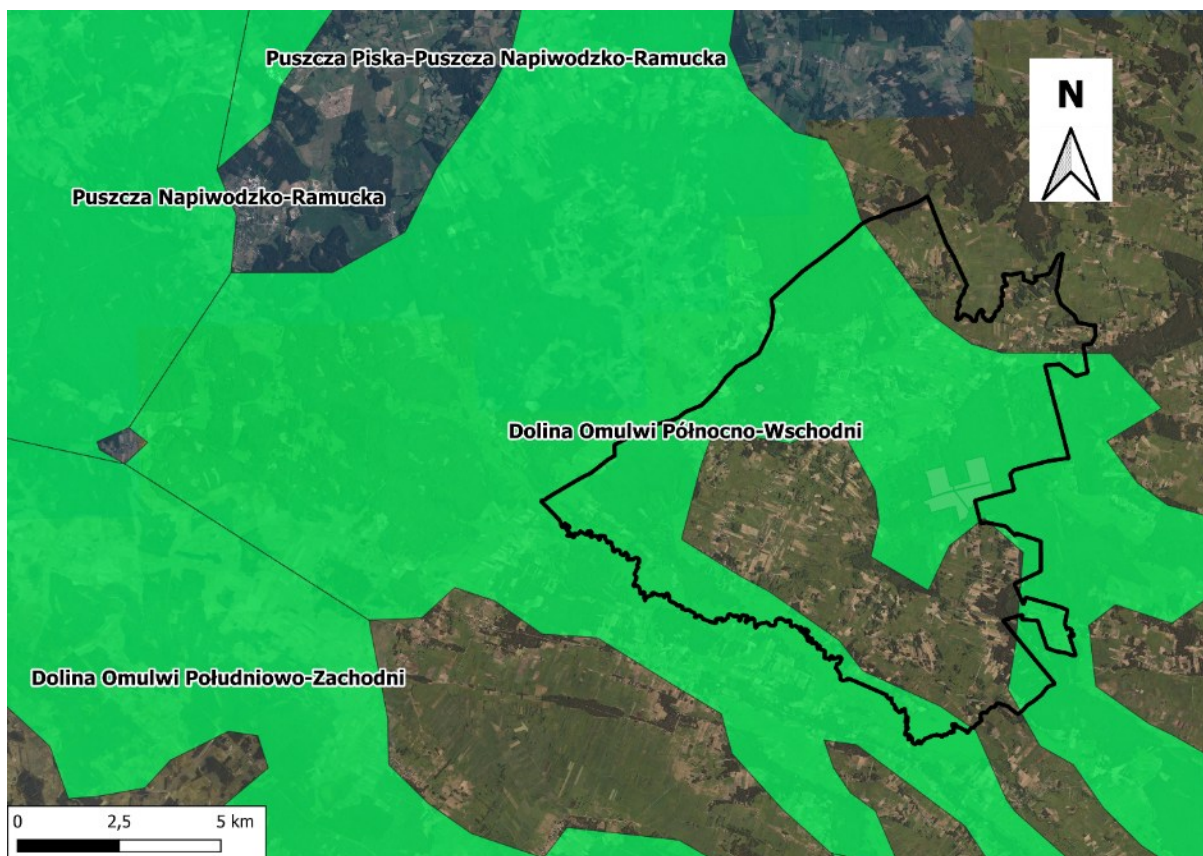 Puszcza Piska-Puszcza Napiwodzko-Ramucka
N
Puszcza Napiwodzko-Ramucka
Dolina Omulwi Północno-Wschodni
Dolina Omulwi Południowo-Zachodni
0 2,5 5 km